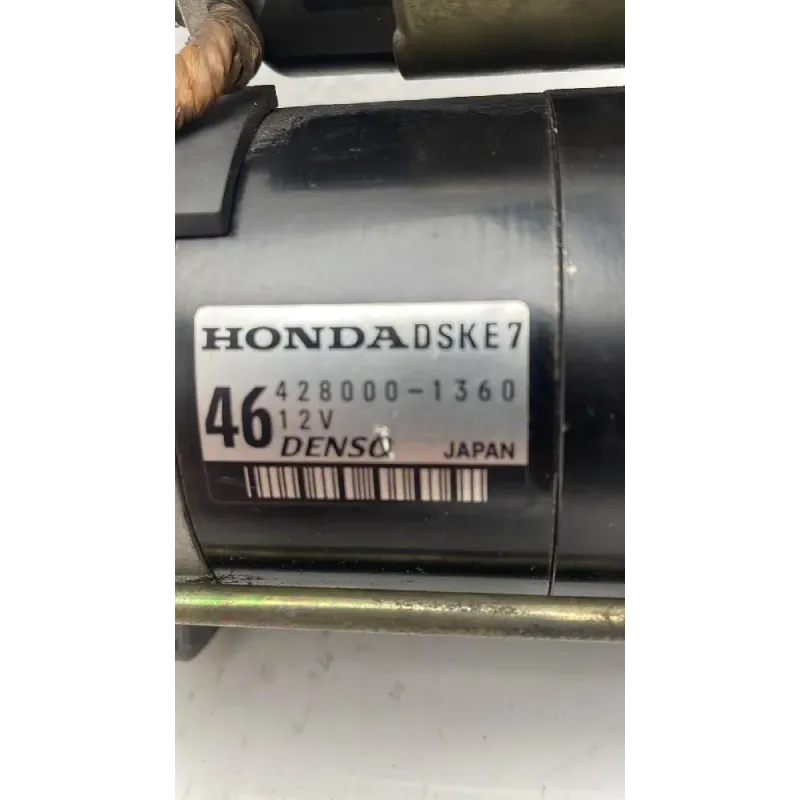 HONDA DSKE7
46 428000-1360
12V
DENSO JAPAN